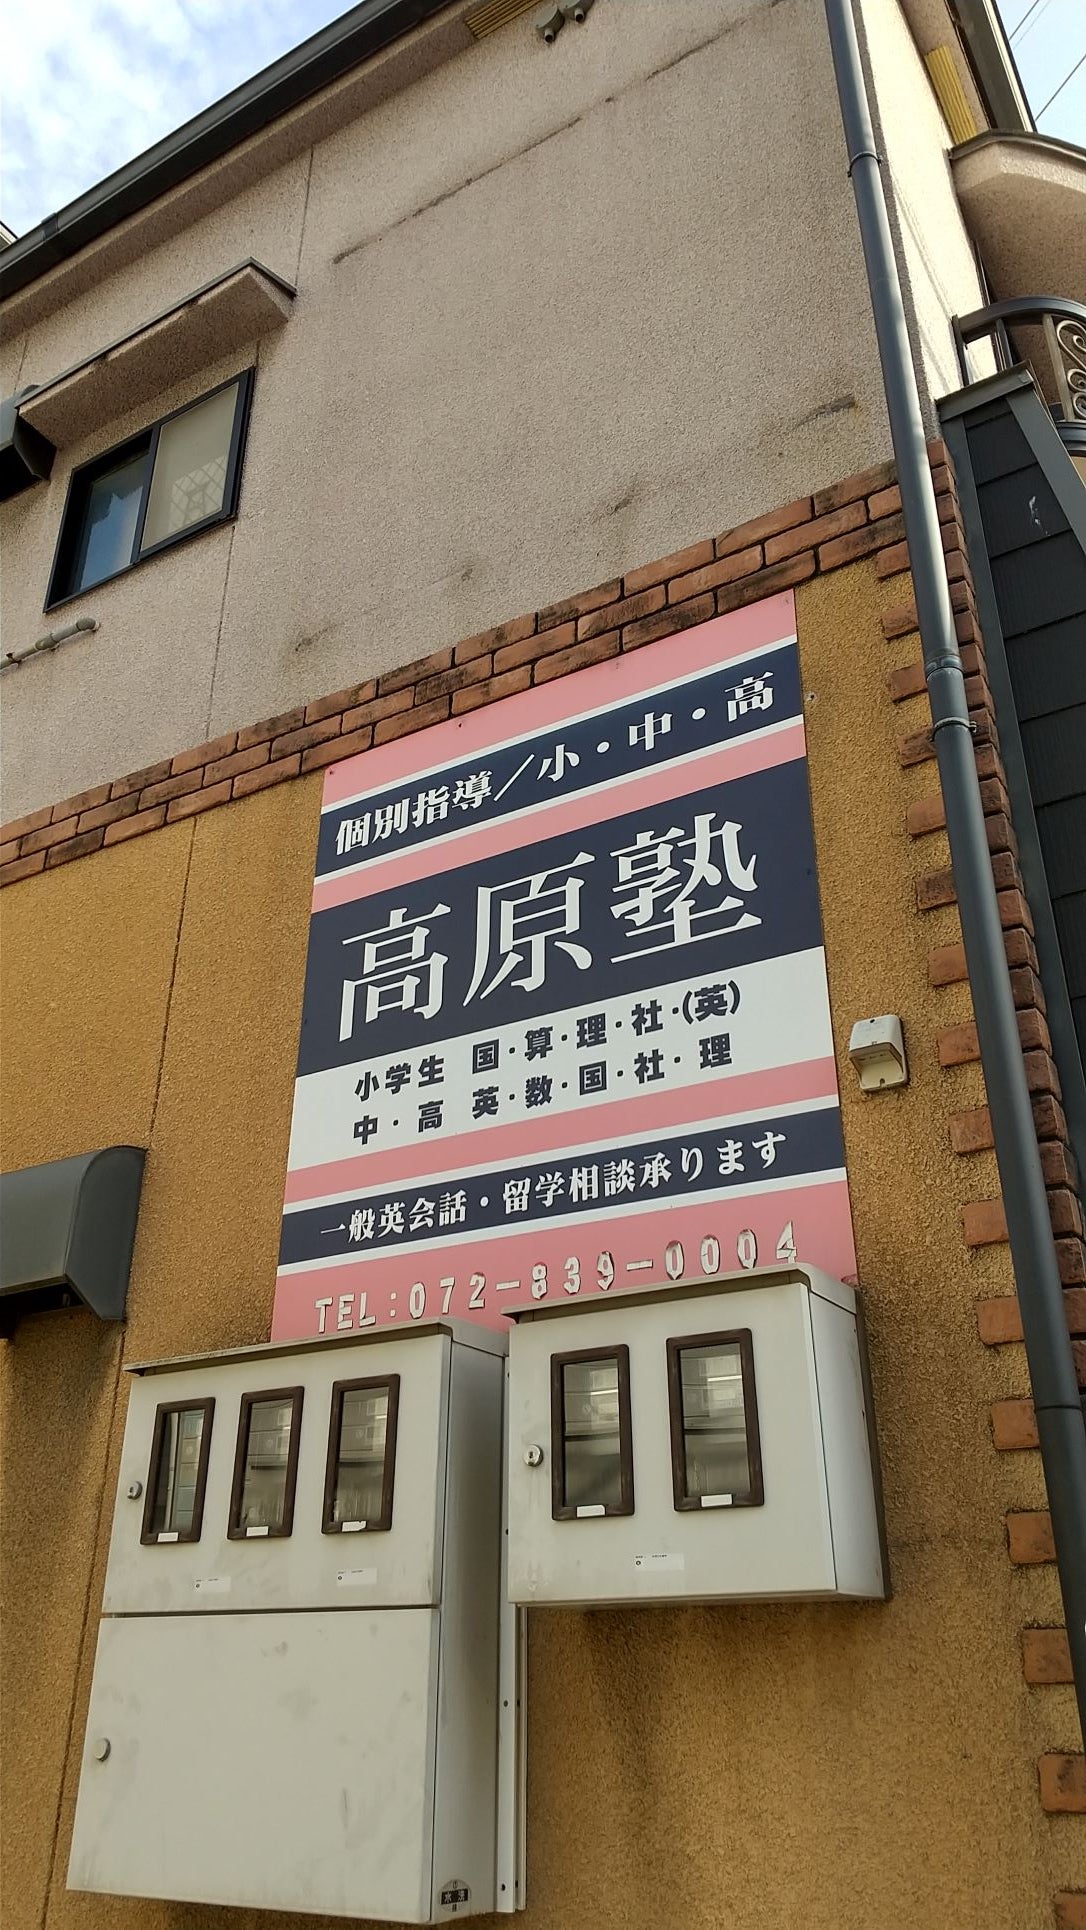 個別指導／小・中・高
高原塾
小学生 国・算・理・社・(英)
中・高 英・数・国・社・理
一般英会話・留学相談承ります
TEL:072-839-0004